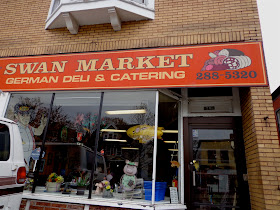 SWAN MARKET
GERMAN DELI & CATERING 288-5320